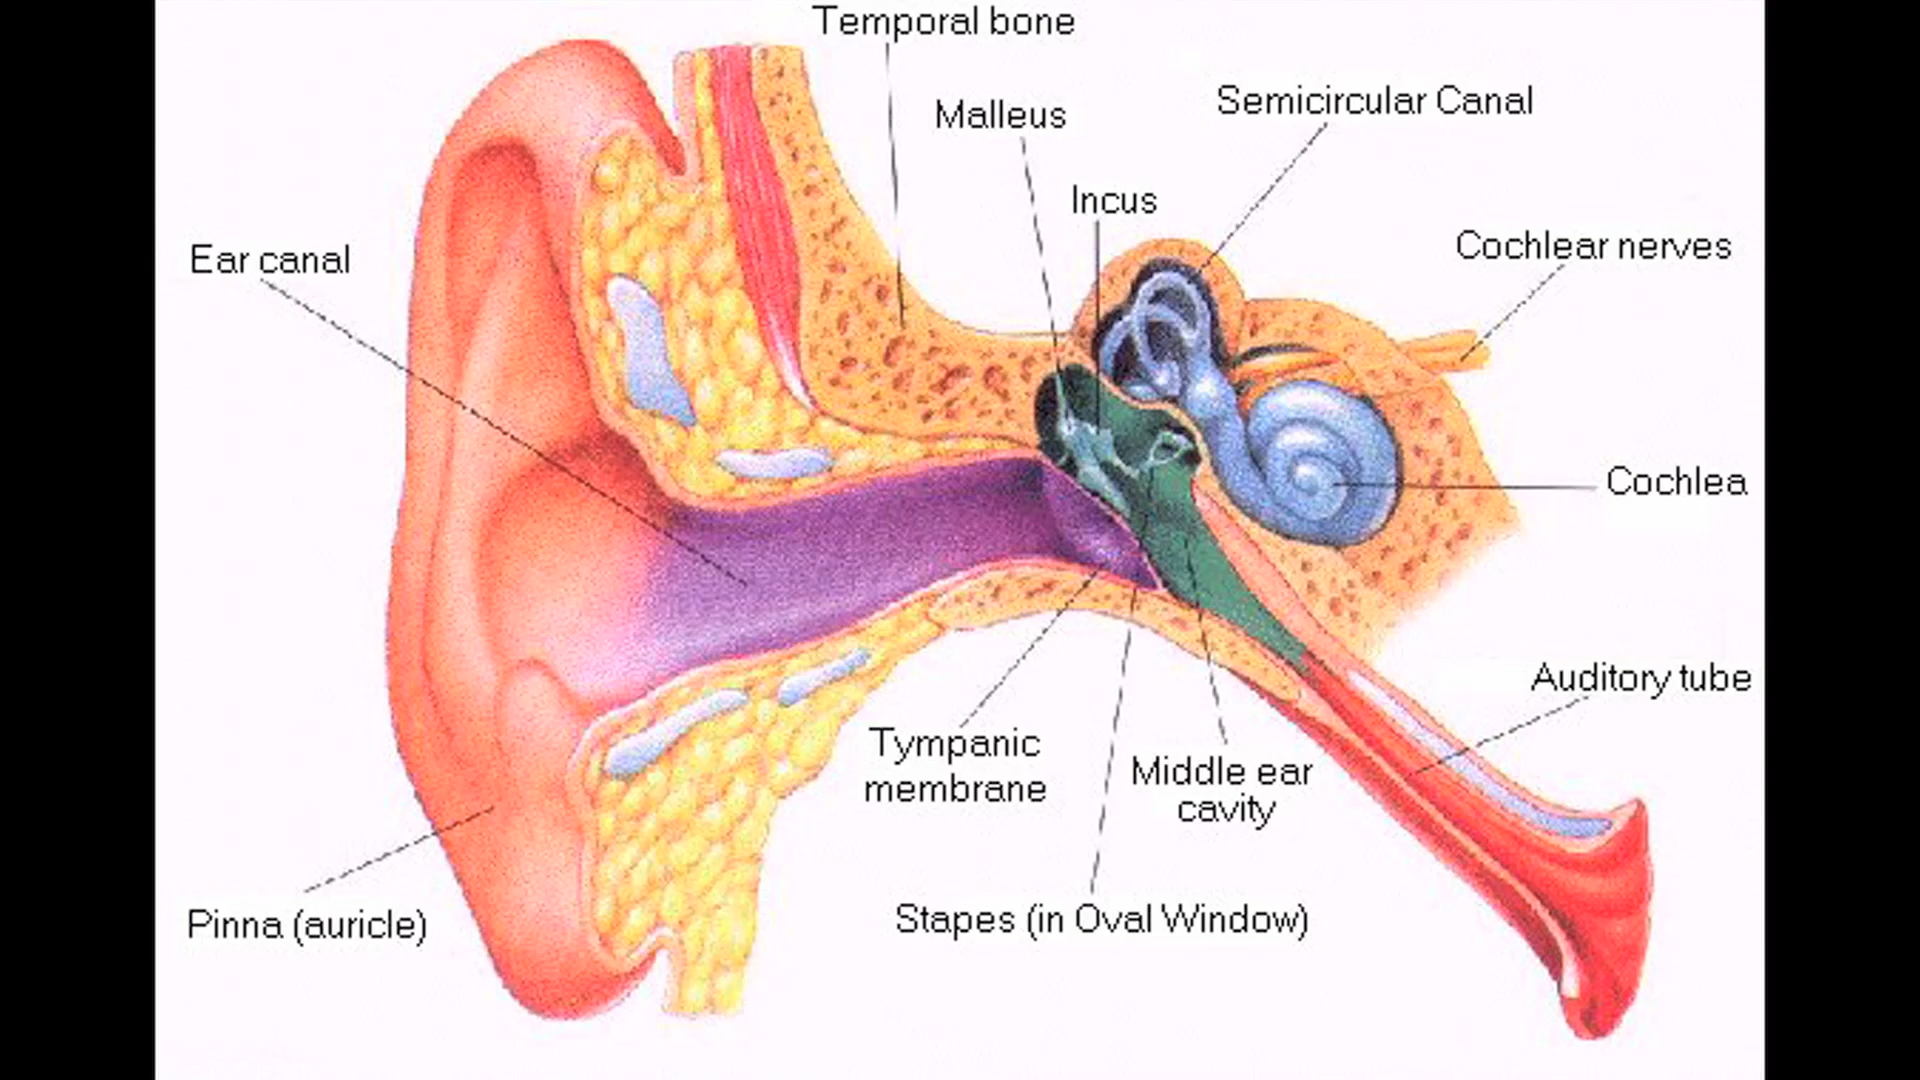 Temporal bone
Malleus
Semicircular Canal
Incus
Cochlear nerves
Ear canal
Cochlea
Auditory tube
Tympanic
membrane
Middle ear
cavity
Stapes (in Oval Window)
Pinna (auricle)